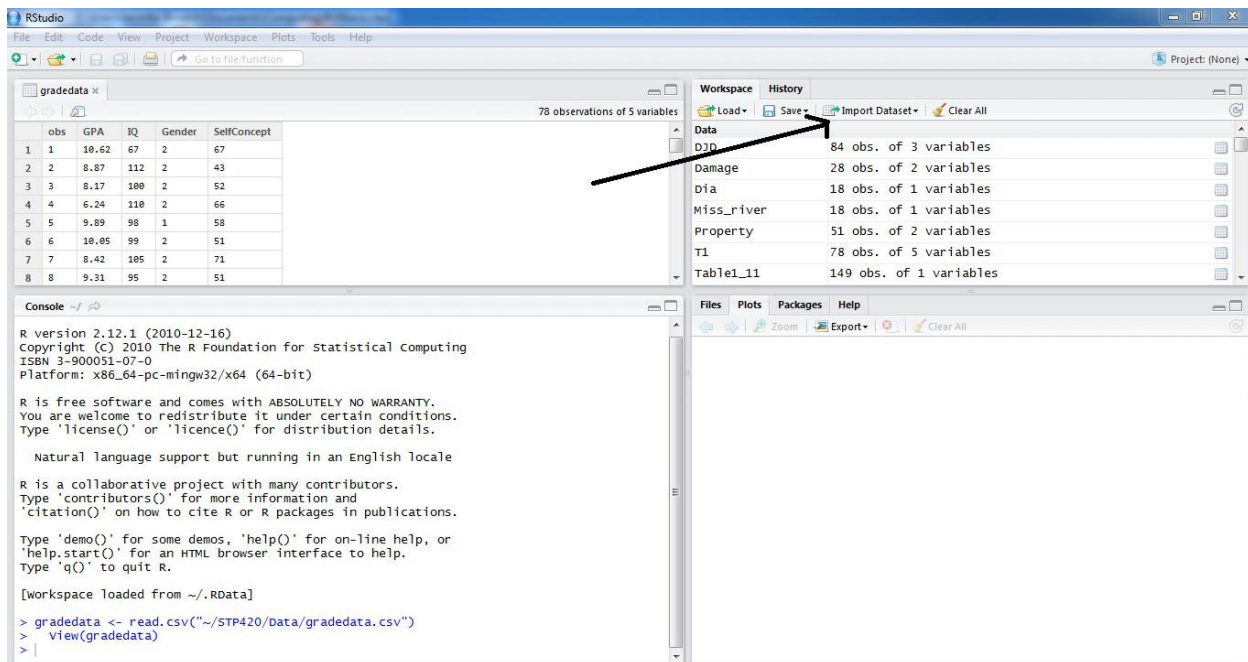 RStudio
File Edit Code View Project Workspace Plots Tools Help
Go to file/function
Project: (None)
gradedata
78 observations of 5 variables
obs GPA IQ Gender SelfConcept
1 1 10.62 67 2 67
2 2 8.87 112 2 43
3 3 8.17 100 2 52
4 4 6.24 110 2 66
5 5 9.89 98 1 58
6 6 10.05 99 2 51
7 7 8.42 105 2 71
8 8 9.31 95 2 51
Workspace History
Load Save Import Dataset Clear All
Data
DJD 84 obs. of 3 variables
Damage 28 obs. of 2 variables
Dia 18 obs. of 1 variables
Miss_river 18 obs. of 1 variables
Property 51 obs. of 2 variables
T1 78 obs. of 5 variables
Table1_11 149 obs. of 1 variables
Console ~/
R version 2.12.1 (2010-12-16)
Copyright (C) 2010 The R Foundation for Statistical Computing
ISBN 3-900051-07-0
Platform: x86_64-pc-mingw32/x64 (64-bit)
R is free software and comes with ABSOLUTELY NO WARRANTY.
You are welcome to redistribute it under certain conditions.
Type 'license()' or 'licence()' for distribution details.
Natural language support but running in an English locale
R is a collaborative project with many contributors.
Type 'contributors()' for more information and
'citation()' on how to cite R or R packages in publications.
Type 'demo()' for some demos, 'help()' for on-line help, or
'help.start()' for an HTML browser interface to help.
Type 'q()' to quit R.
[Workspace loaded from ~/.RData]
> gradedata <- read.csv("~/STP420/Data/gradedata.csv")
> View(gradedata)
>
Files Plots Packages Help
Zoom Export Clear All